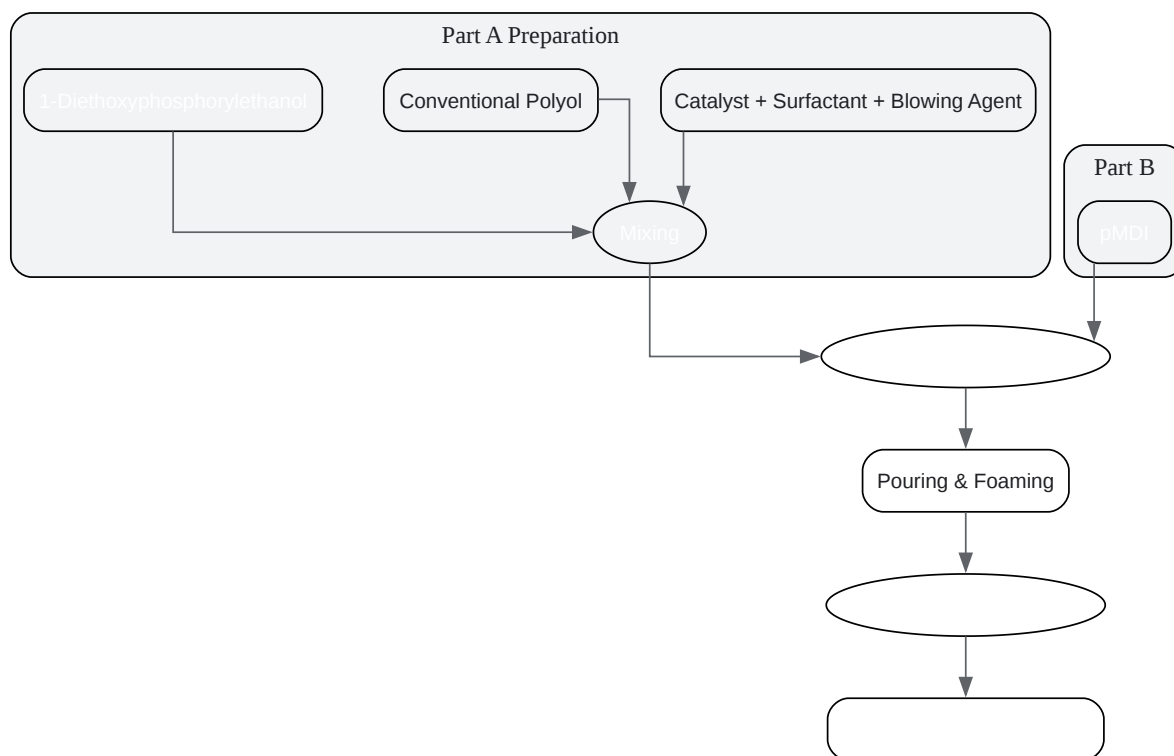 Part A Preparation
1-Diethoxyphosphorylethanol
Conventional Polyol
Catalyst + Surfactant + Blowing Agent
Part B
Mixing
pMDI
Pouring & Foaming